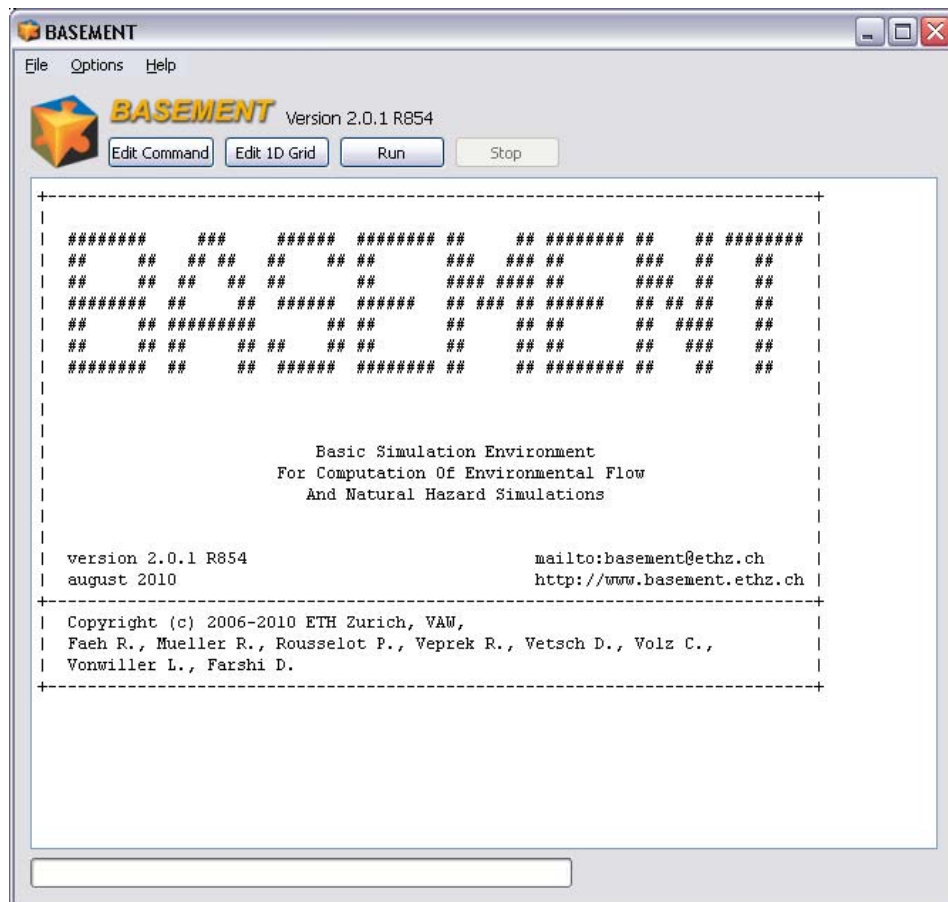 BASEMENT
File Options Help
BASEMENT Version 2.0.1 R854
Edit Command Edit 1D Grid Run Stop
BASEMENT
Basic Simulation Environment
For Computation Of Environmental Flow
And Natural Hazard Simulations
version 2.0.1 R854 mailto:basement@ethz.ch
august 2010 http://www.basement.ethz.ch
Copyright (c) 2006-2010 ETH Zurich, VAW,
Faeh R., Mueller R., Rousselot P., Veprek R., Vetsch D., Volz C.,
Vonwiller L., Farshi D.